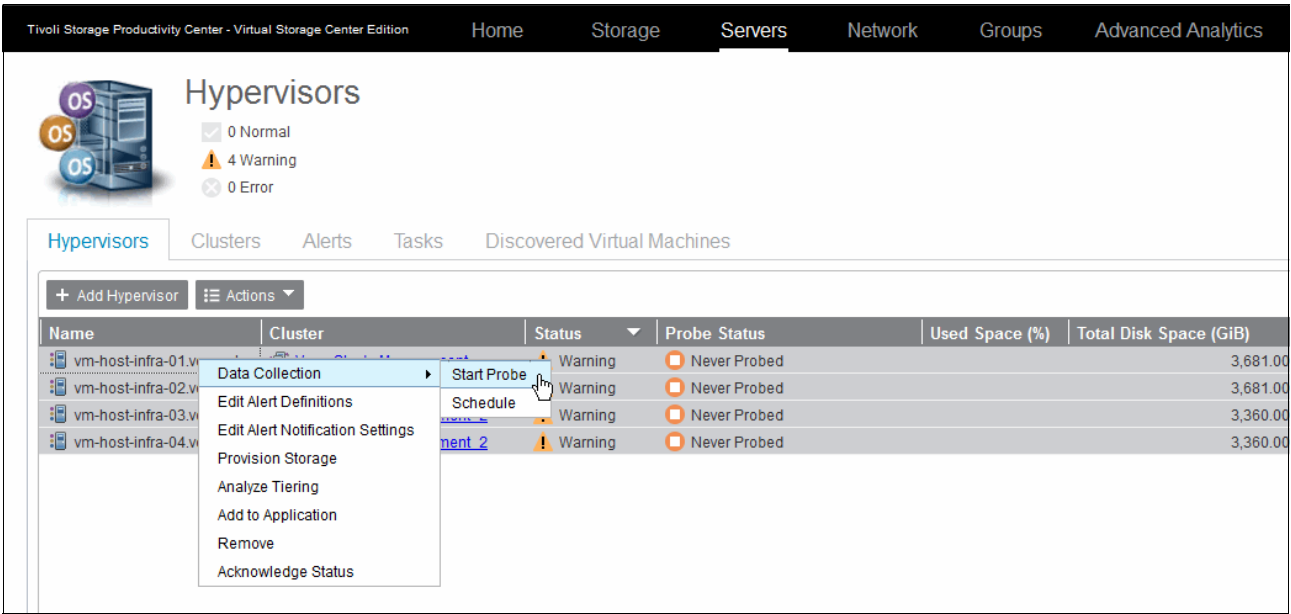 Tivoli Storage Productivity Center - Virtual Storage Center Edition Home Storage Servers Network Groups Advanced Analytics
Hypervisors
0 Normal
4 Warning
0 Error
Hypervisors Clusters Alerts Tasks Discovered Virtual Machines
+ Add Hypervisor Actions
Name Cluster Status Probe Status Used Space (%) Total Disk Space (GiB)
vm-host-infra-01.v Warning Never Probed 3,681.00
vm-host-infra-02.v Warning Never Probed 3,681.00
vm-host-infra-03.v Warning Never Probed 3,360.00
vm-host-infra-04.v ment_2 Warning Never Probed 3,360.00
Data Collection
Edit Alert Definitions
Edit Alert Notification Settings
Provision Storage
Analyze Tiering
Add to Application
Remove
Acknowledge Status
Start Probe
Schedule
OS
OS
OS